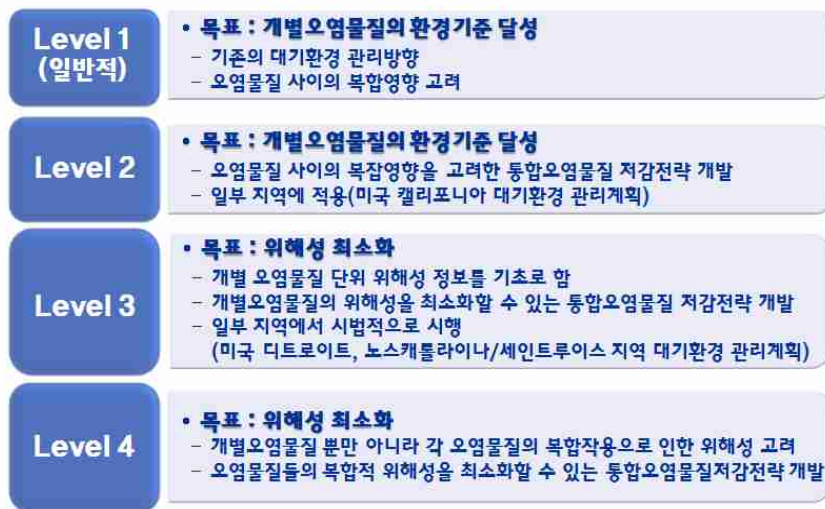 Level 1
(일반적)
• 목표 : 개별오염물질의 환경기준 달성
– 기존의 대기환경 관리방향
– 오염물질 사이의 복합영향 고려
Level 2
• 목표 : 개별오염물질의 환경기준 달성
– 오염물질 사이의 복잡영향을 고려한 통합오염물질 저감전략 개발
– 일부 지역에 적용(미국 캘리포니아 대기환경 관리계획)
Level 3
• 목표 : 위해성 최소화
– 개별 오염물질 단위 위해성 정보를 기초로 함
– 개별오염물질의 위해성을 최소화할 수 있는 통합오염물질 저감전략 개발
– 일부 지역에서 시법적으로 시행
(미국 디트로이트, 노스캐롤라이나/세인트루이스 지역 대기환경 관리계획)
Level 4
• 목표 : 위해성 최소화
– 개별오염물질 뿐만 아니라 각 오염물질의 복합작용으로 인한 위해성 고려
– 오염물질들의 복합적 위해성을 최소화할 수 있는 통합오염물질저감전략 개발